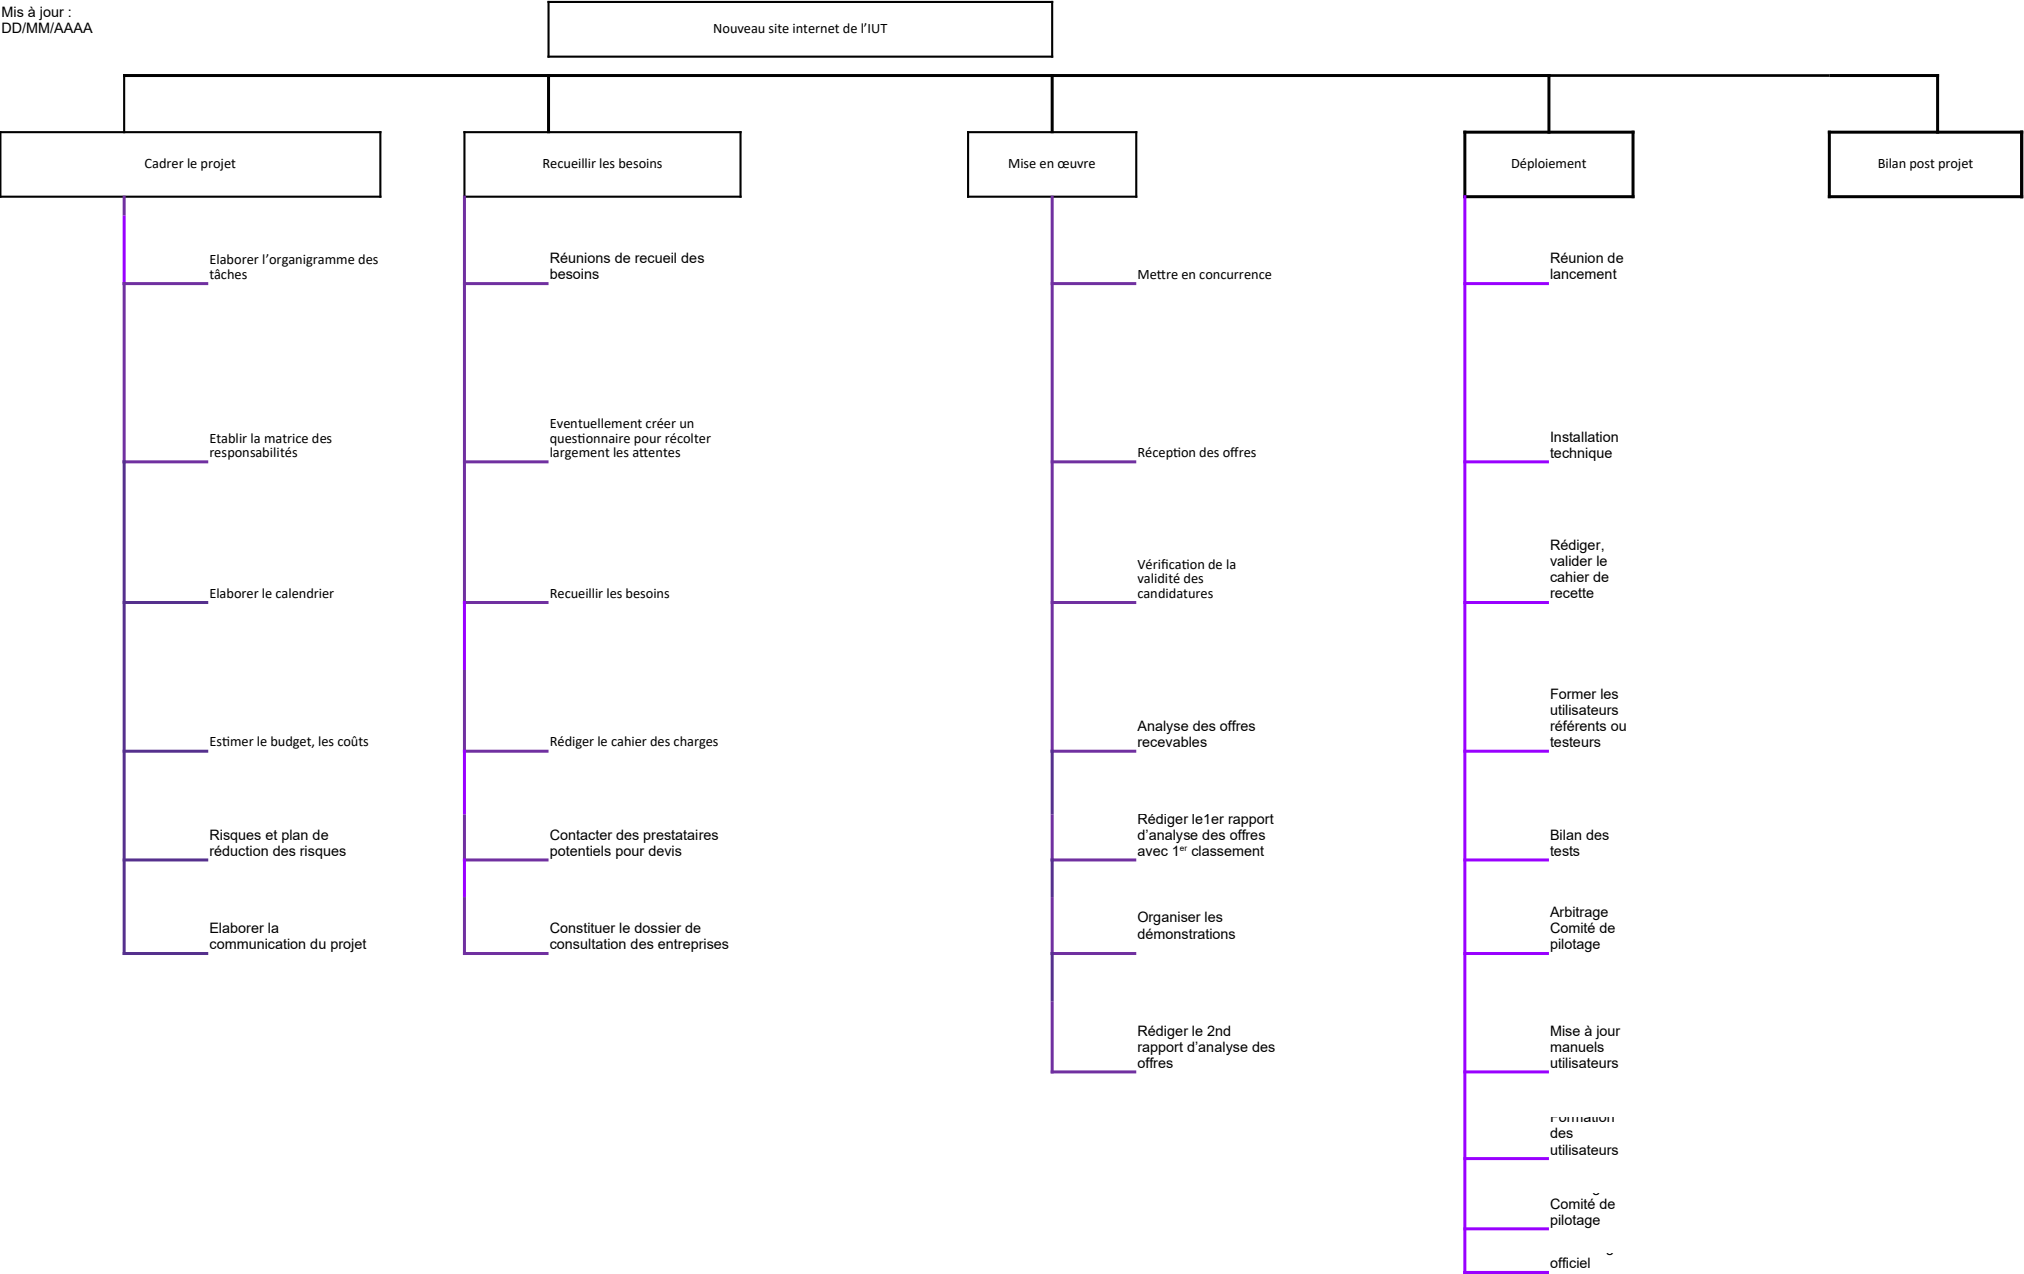 Mis à jour :
DD/MM/AAAA
Nouveau site internet de l’IUT
Cadrer le projet
Recueillir les besoins
Mise en œuvre
Déploiement
Bilan post projet
Elaborer l’organigramme des
tâches
Etablir la matrice des
responsabilités
Elaborer le calendrier
Estimer le budget, les coûts
Risques et plan de
réduction des risques
Elaborer la
communication du projet
Réunions de recueil des
besoins
Eventuellement créer un
questionnaire pour récolter
largement les attentes
Recueillir les besoins
Rédiger le cahier des charges
Contacter des prestataires
potentiels pour devis
Constituer le dossier de
consultation des entreprises
Mettre en concurrence
Réception des offres
Vérification de la
validité des
candidatures
Analyse des offres
recevables
Rédiger le1er rapport
d’analyse des offres
avec 1er classement
Organiser les
démonstrations
Rédiger le 2nd
rapport d’analyse des
offres
Réunion de
lancement
Installation
technique
Rédiger,
valider le
cahier de
recette
Former les
utilisateurs
référents ou
testeurs
Bilan des
tests
Arbitrage
Comité de
pilotage
Mise à jour
manuels
utilisateurs
Formation
des
utilisateurs
Comité de
pilotage
officiel